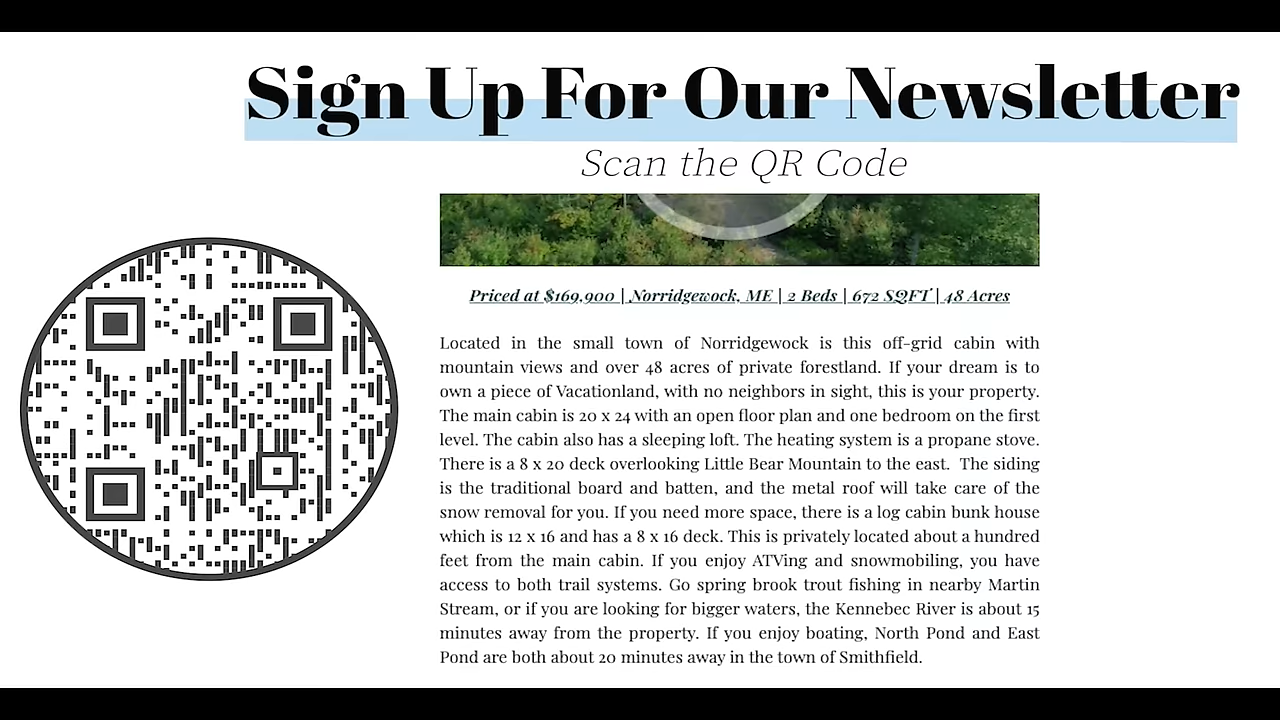 Sign Up For Our Newsletter
Scan the QR Code
Priced at $169,900 | Norridgewock, ME | 2 Beds | 672 SQFT | 48 Acres
Located in the small town of Norridgewock is this off-grid cabin with
mountain views and over 48 acres of private forestland. If your dream is to
own a piece of Vacationland, with no neighbors in sight, this is your property.
The main cabin is 20 x 24 with an open floor plan and one bedroom on the first
level. The cabin also has a sleeping loft. The heating system is a propane stove.
There is a 8 x 20 deck overlooking Little Bear Mountain to the east. The siding
is the traditional board and batten, and the metal roof will take care of the
snow removal for you. If you need more space, there is a log cabin bunk house
which is 12 x 16 and has a 8 x 16 deck. This is privately located about a hundred
feet from the main cabin. If you enjoy ATVing and snowmobiling, you have
access to both trail systems. Go spring brook trout fishing in nearby Martin
Stream, or if you are looking for bigger waters, the Kennebec River is about 15
minutes away from the property. If you enjoy boating, North Pond and East
Pond are both about 20 minutes away in the town of Smithfield.